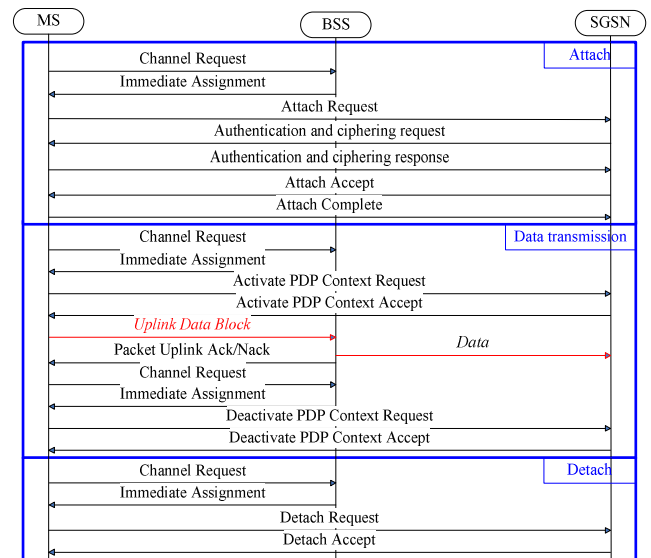 MS
BSS
SGSN
Attach
Channel Request
Immediate Assignment
Attach Request
Authentication and ciphering request
Authentication and ciphering response
Attach Accept
Attach Complete
Data transmission
Channel Request
Immediate Assignment
Activate PDP Context Request
Activate PDP Context Accept
Uplink Data Block
Data
Packet Uplink Ack/Nack
Channel Request
Immediate Assignment
Deactivate PDP Context Request
Deactivate PDP Context Accept
Detach
Channel Request
Immediate Assignment
Detach Request
Detach Accept